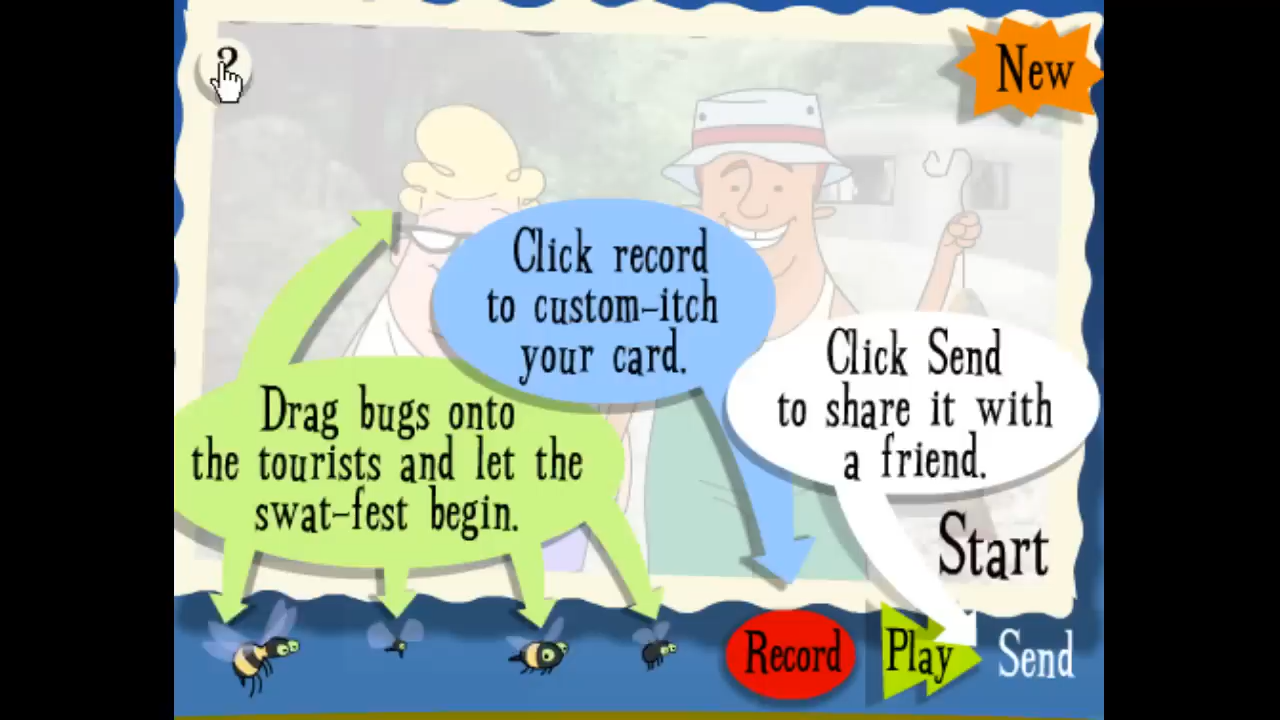 ?
New
Click record
to custom-itch
your card.
Click Send
to share it with
a friend.
Drag bugs onto
the tourists and let the
swat-fest begin.
Start
Record
Play
Send